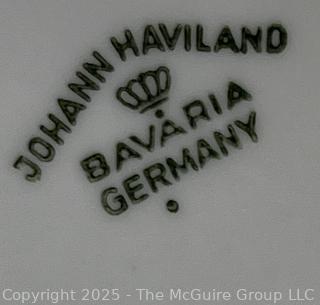 JOHANN HAVILAND
BAVARIA
GERMANY
Copyright 2025 - The McGuire Group LLC